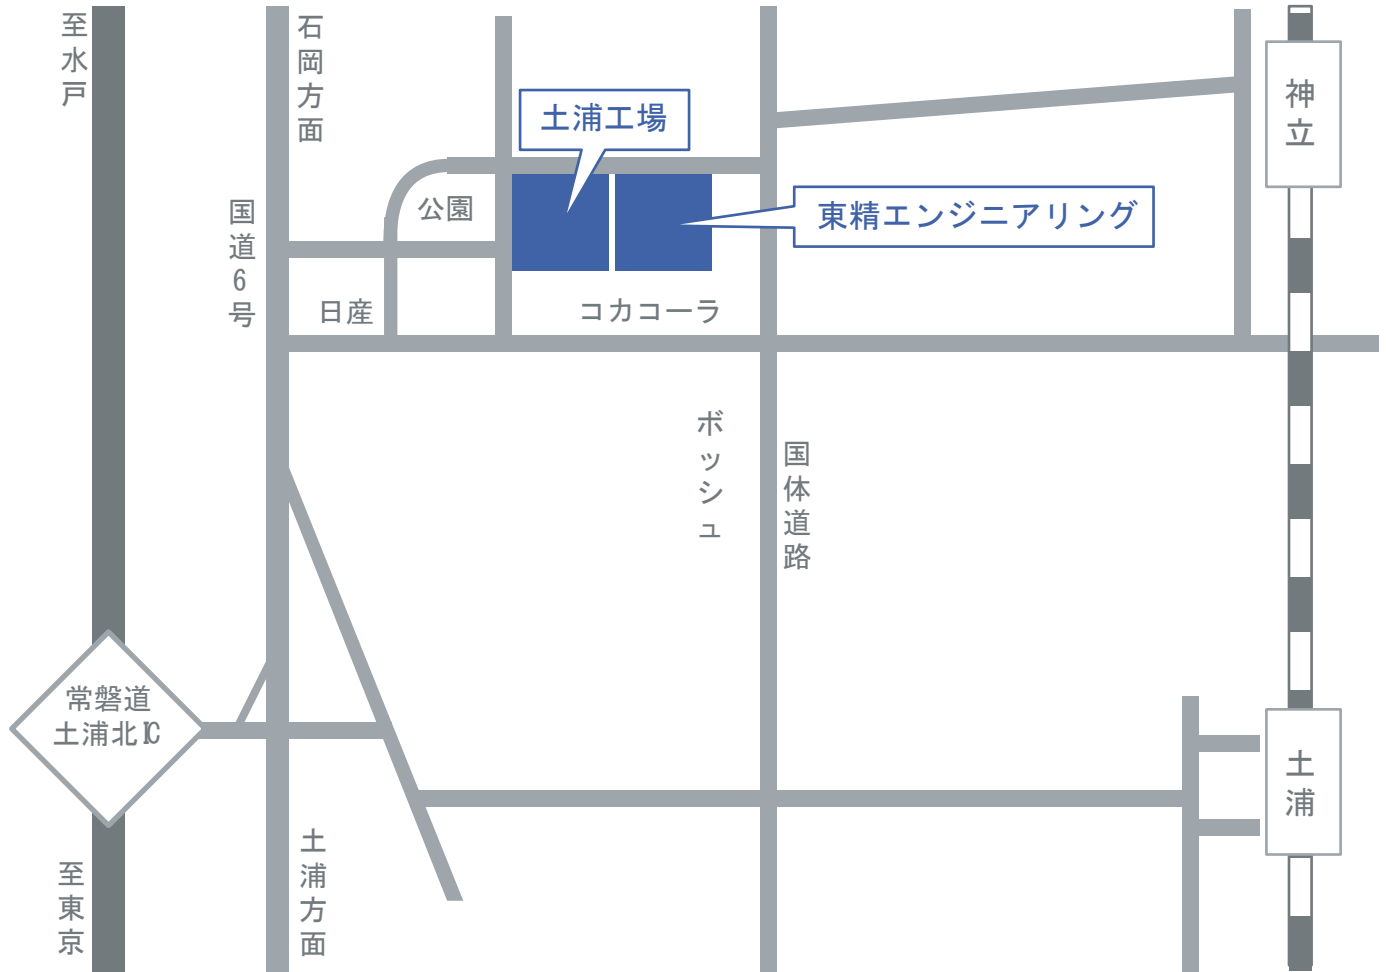 至水戸
石岡方面
神立
土浦工場
公園
東精エンジニアリング
国道6号
日産
コカコーラ
ボッシュ
国体道路
常磐道
土浦北IC
土浦
土浦方面
至東京